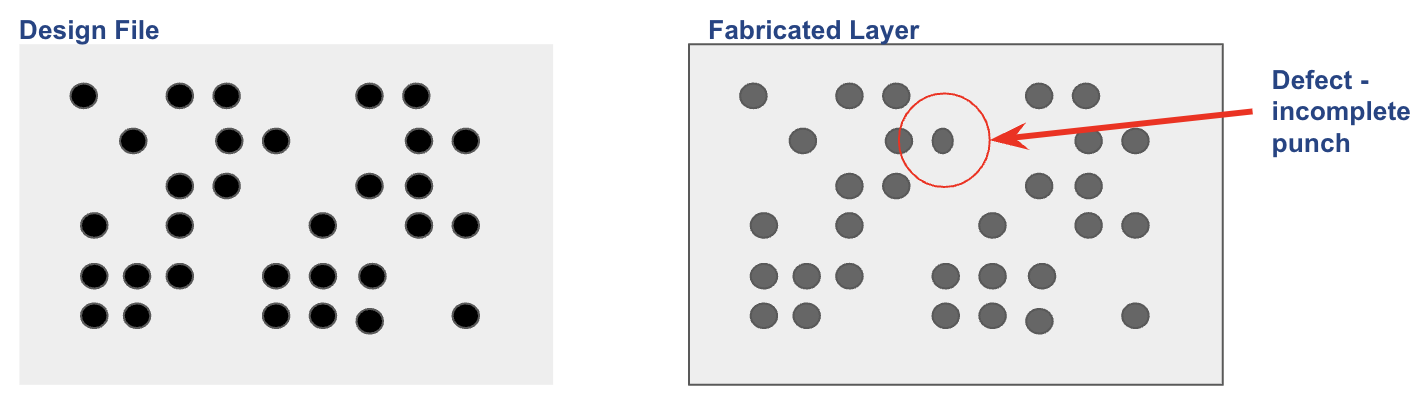 Design File
Fabricated Layer
Defect -
incomplete
punch